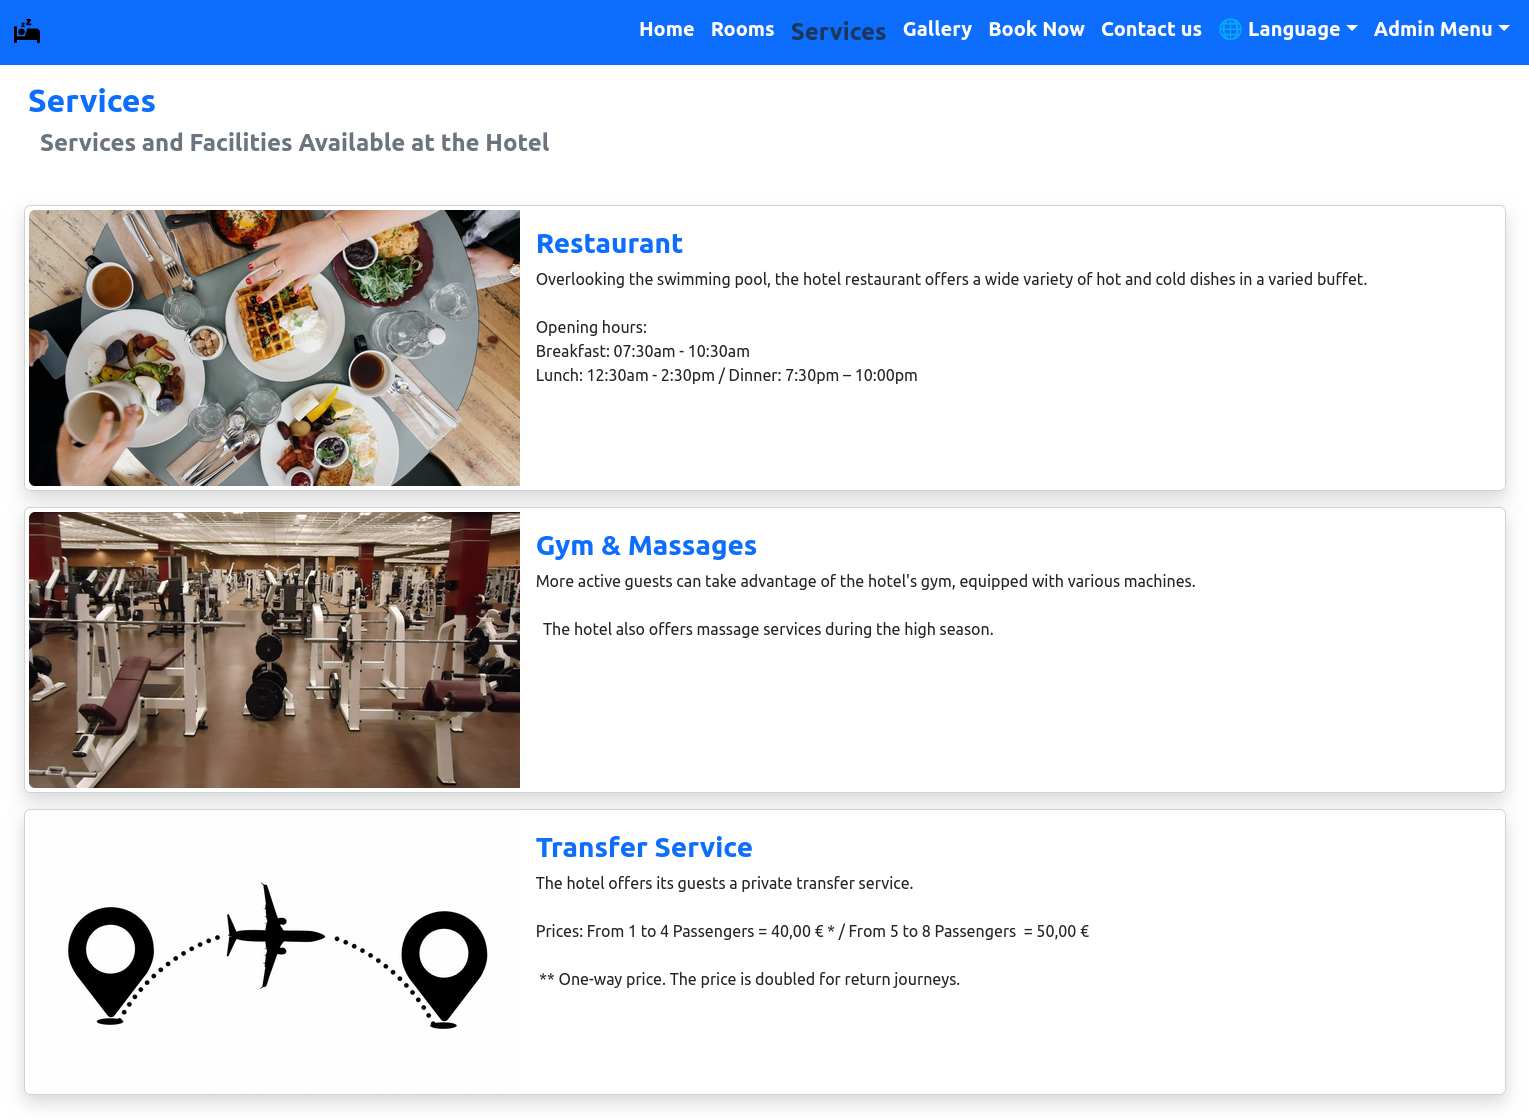 Home Rooms Services Gallery Book Now Contact us 🌐 Language Admin Menu
Services
Services and Facilities Available at the Hotel
Restaurant
Overlooking the swimming pool, the hotel restaurant offers a wide variety of hot and cold dishes in a varied buffet.
Opening hours:
Breakfast: 07:30am - 10:30am
Lunch: 12:30am - 2:30pm / Dinner: 7:30pm – 10:00pm
Gym & Massages
More active guests can take advantage of the hotel's gym, equipped with various machines.
The hotel also offers massage services during the high season.
Transfer Service
The hotel offers its guests a private transfer service.
Prices: From 1 to 4 Passengers = 40,00 € * / From 5 to 8 Passengers = 50,00 €
** One-way price. The price is doubled for return journeys.